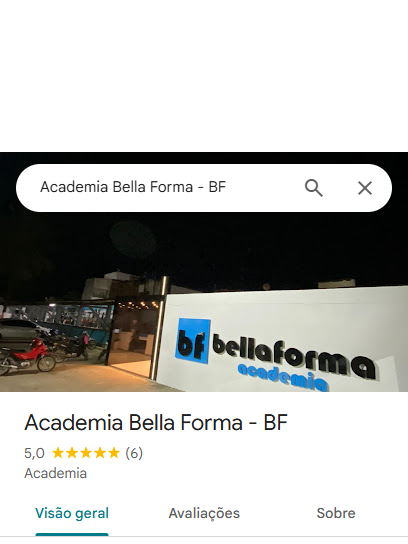 Academia Bella Forma - BF
bf bellaforma
academia
Academia Bella Forma - BF
5,0 (6)
Academia
Visão geral Avaliações Sobre